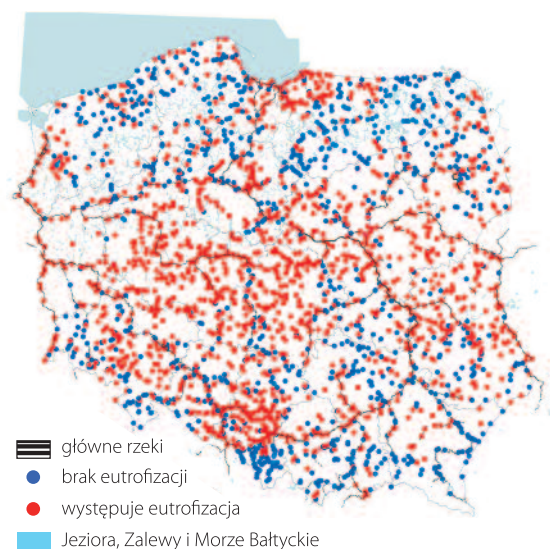 główne rzeki
brak eutrofizacji
występuje eutrofizacja
Jeziora, Zalewy i Morze Bałtyckie